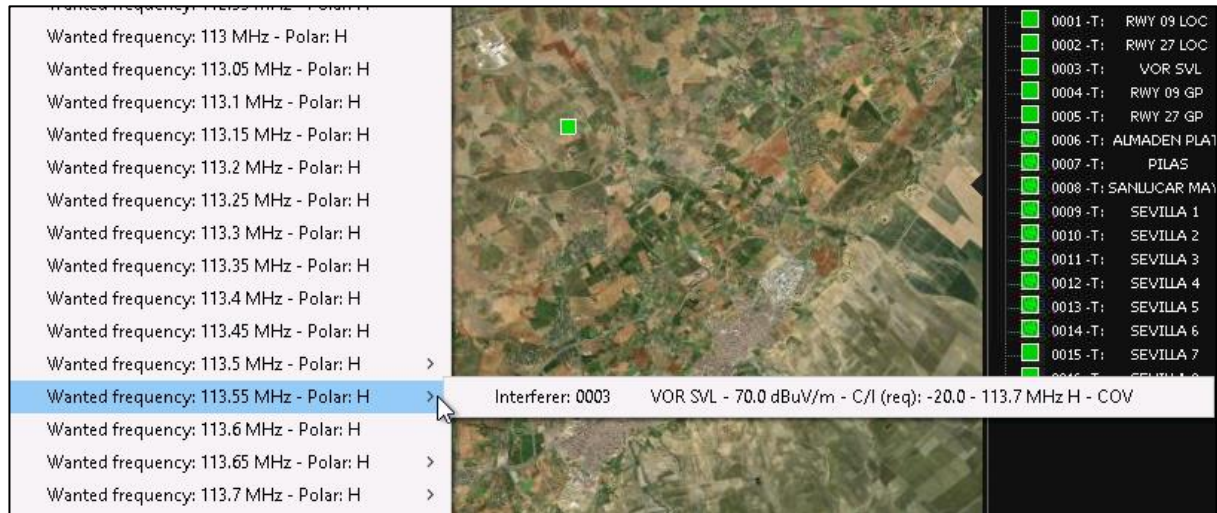 Wanted frequency: 113 MHz - Polar: H
Wanted frequency: 113.05 MHz - Polar: H
Wanted frequency: 113.1 MHz - Polar: H
Wanted frequency: 113.15 MHz - Polar: H
Wanted frequency: 113.2 MHz - Polar: H
Wanted frequency: 113.25 MHz - Polar: H
Wanted frequency: 113.3 MHz - Polar: H
Wanted frequency: 113.35 MHz - Polar: H
Wanted frequency: 113.4 MHz - Polar: H
Wanted frequency: 113.45 MHz - Polar: H
Wanted frequency: 113.5 MHz - Polar: H >
Wanted frequency: 113.55 MHz - Polar: H >
Interferer: 0003 VOR SVL - 70.0 dBuV/m - C/I (req): -20.0 - 113.7 MHz H - COV
Wanted frequency: 113.6 MHz - Polar: H
Wanted frequency: 113.65 MHz - Polar: H >
Wanted frequency: 113.7 MHz - Polar: H >
0001 -T: RWY 09 LOC
0002 -T: RWY 27 LOC
0003 -T: VOR SVL
0004 -T: RWY 09 GP
0005 -T: RWY 27 GP
0006 -T: ALMADEN PLAT
0007 -T: PILAS
0008 -T: SANLUCAR MAY
0009 -T: SEVILLA 1
0010 -T: SEVILLA 2
0011 -T: SEVILLA 3
0012 -T: SEVILLA 4
0013 -T: SEVILLA 5
0014 -T: SEVILLA 6
0015 -T: SEVILLA 7